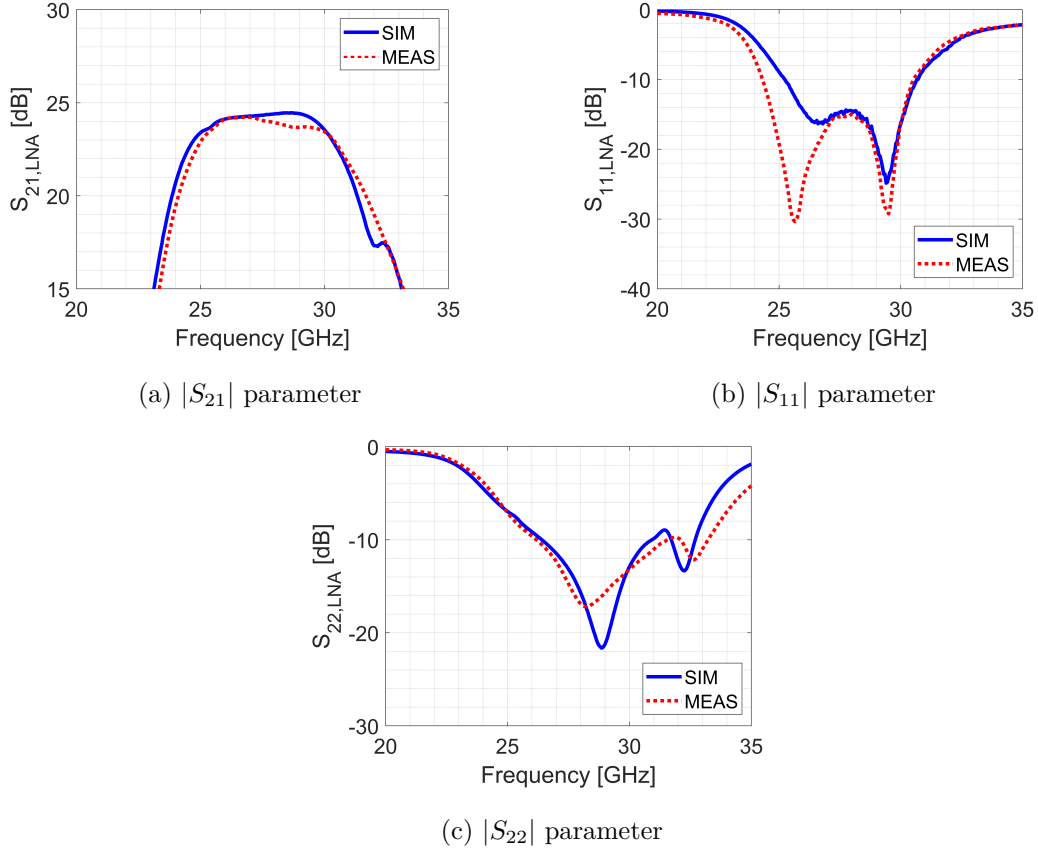 30
25
20
15
20
25
30
35
S21,LNA [dB]
Frequency [GHz]
SIM
MEAS
(a) |S21| parameter
0
-10
-20
-30
-40
20
25
30
35
S11,LNA [dB]
Frequency [GHz]
SIM
MEAS
(b) |S11| parameter
0
-10
-20
-30
20
25
30
35
S22,LNA [dB]
Frequency [GHz]
SIM
MEAS
(c) |S22| parameter